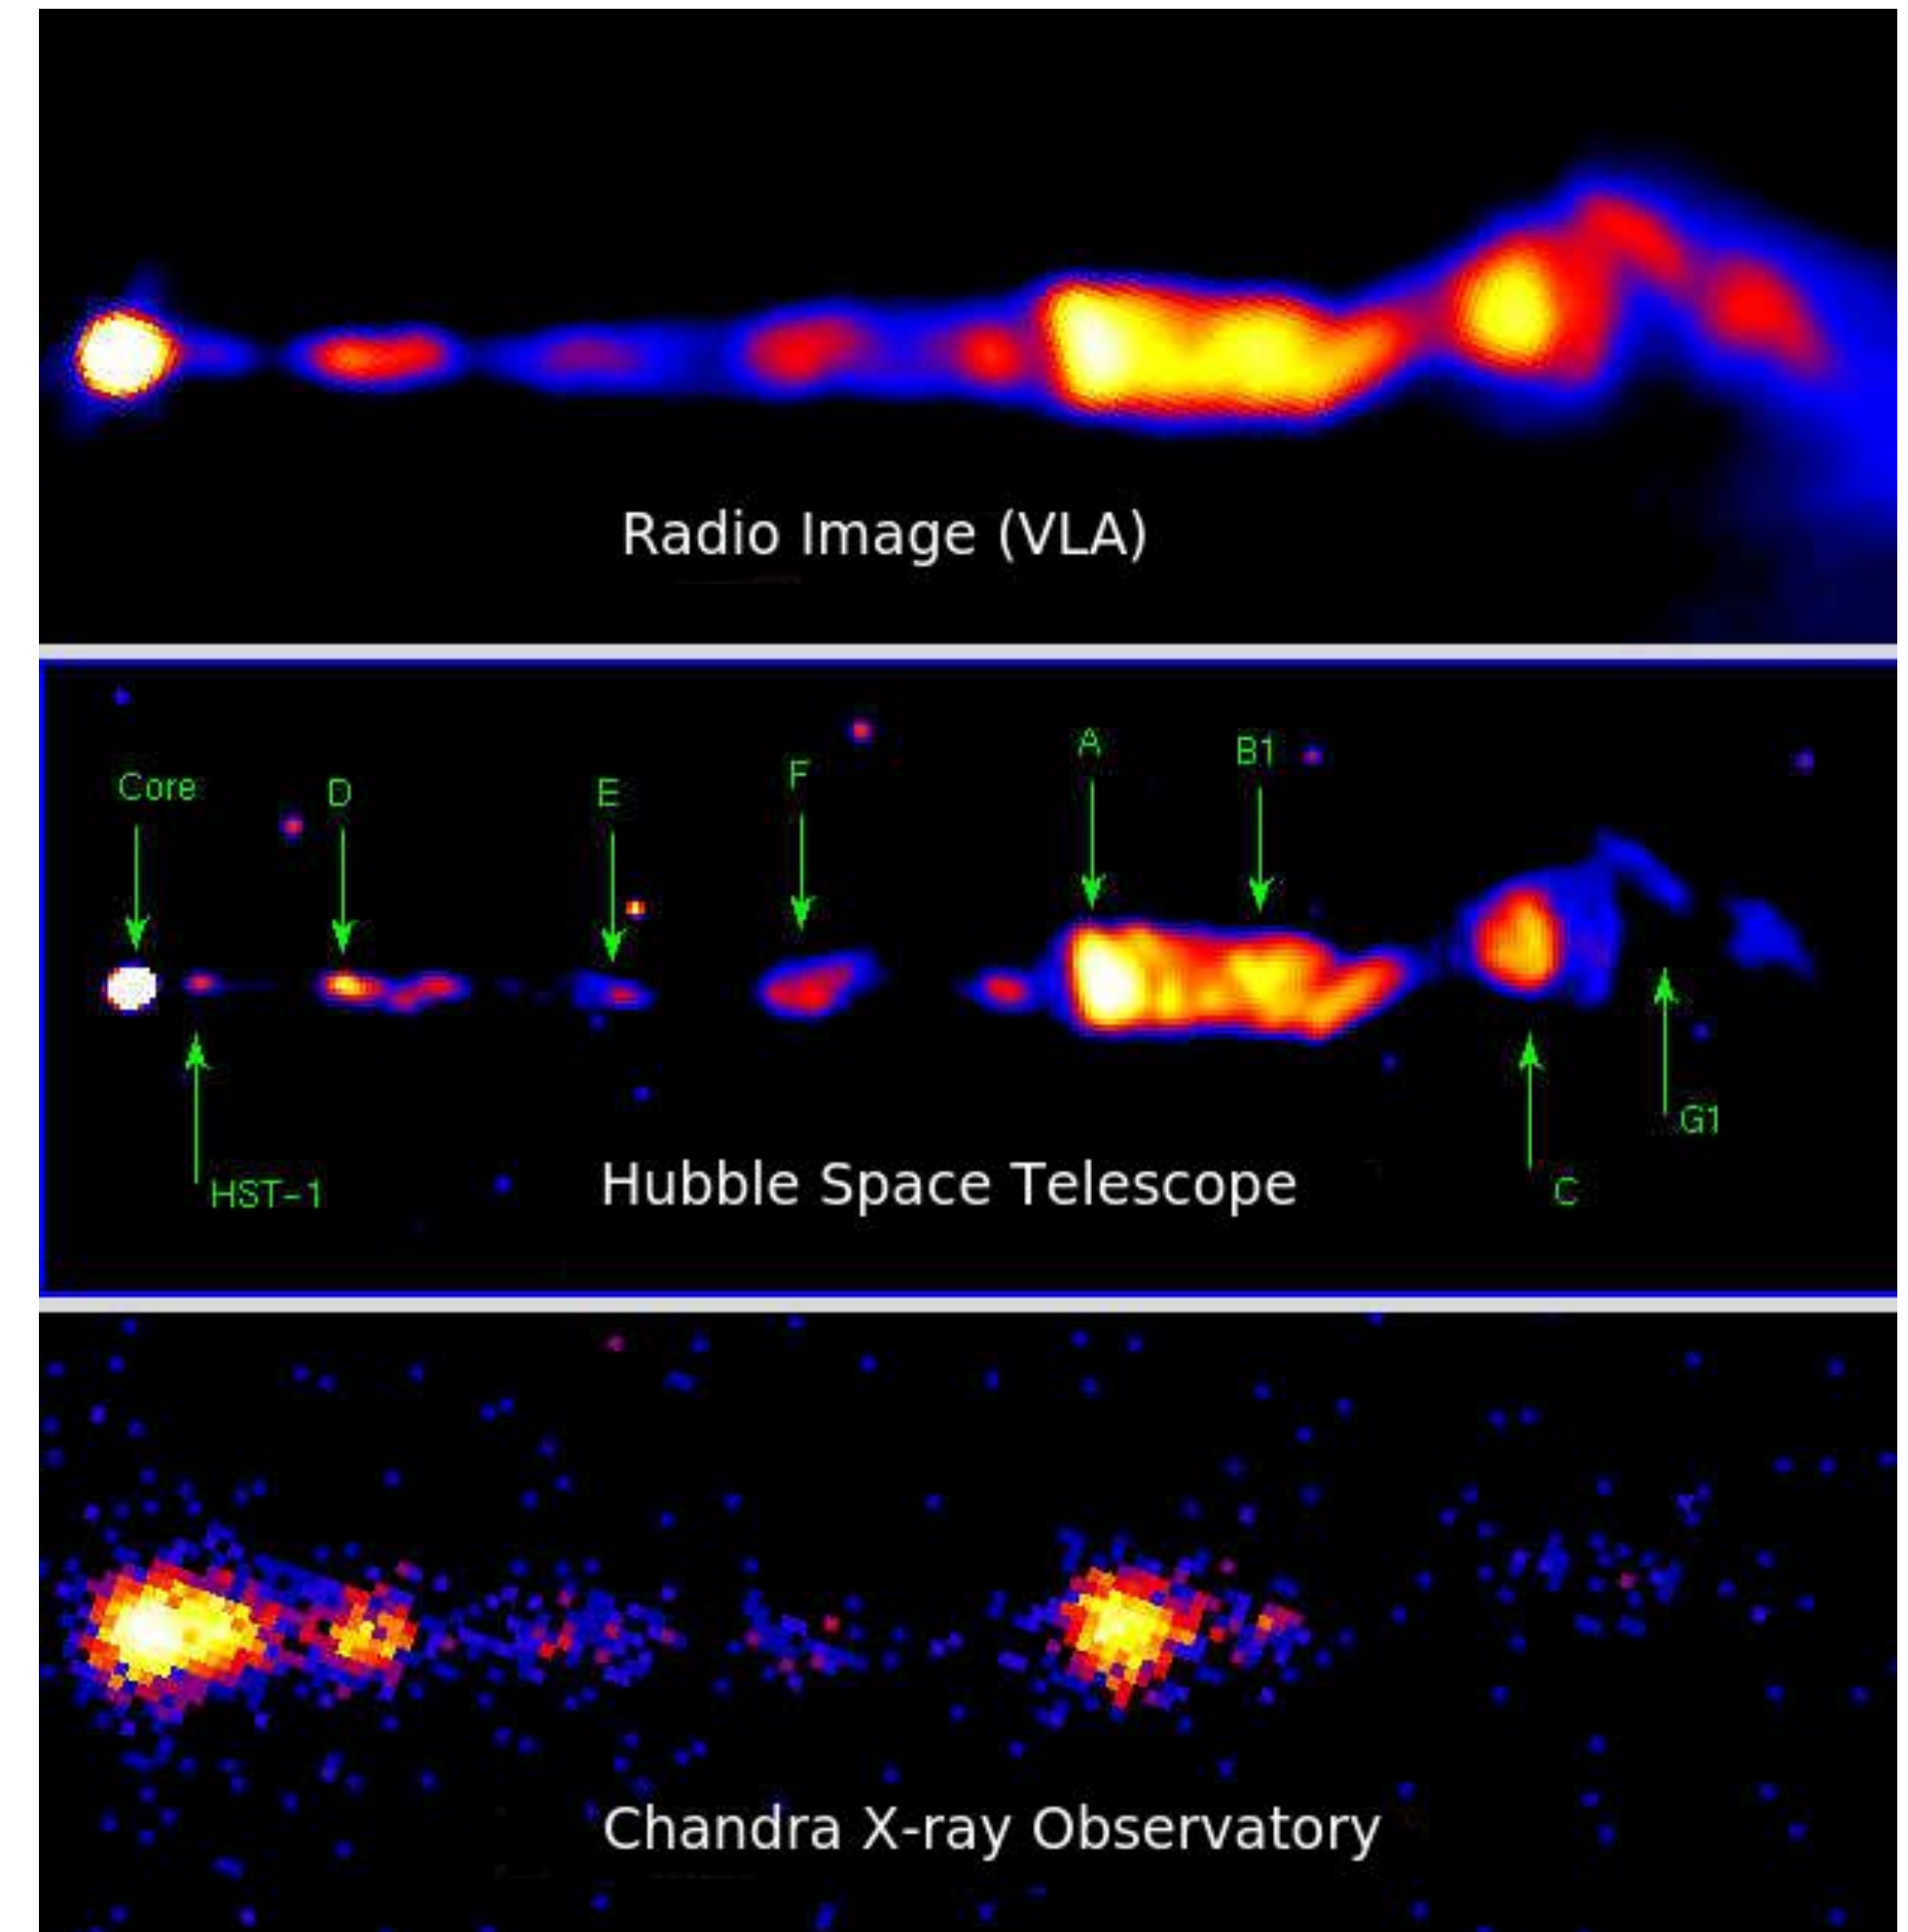 Radio Image (VLA)
A
B1
F
Core
D
E
G1
Hubble Space Telescope
C
HST-1
Chandra X-ray Observatory